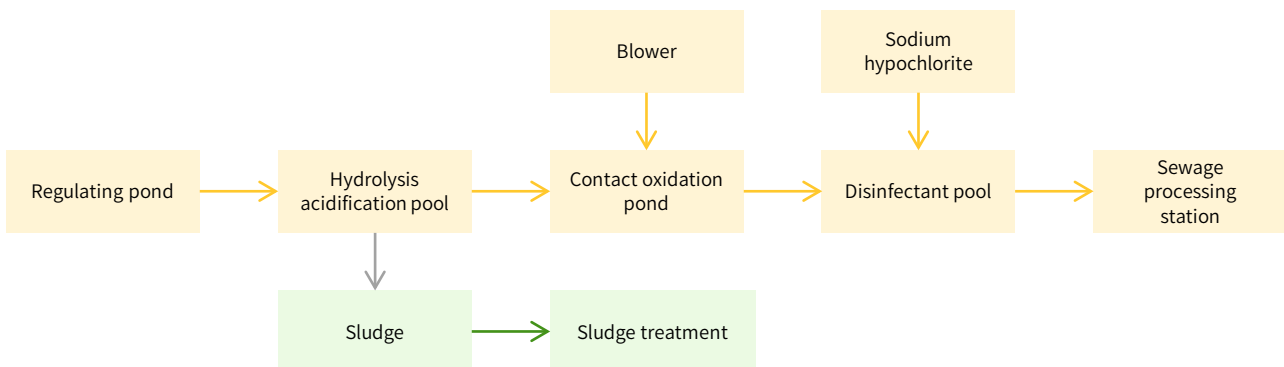 Blower
Sodium
hypochlorite
Regulating pond
Hydrolysis
acidification pool
Contact oxidation
pond
Disinfectant pool
Sewage
processing
station
Sludge
Sludge treatment